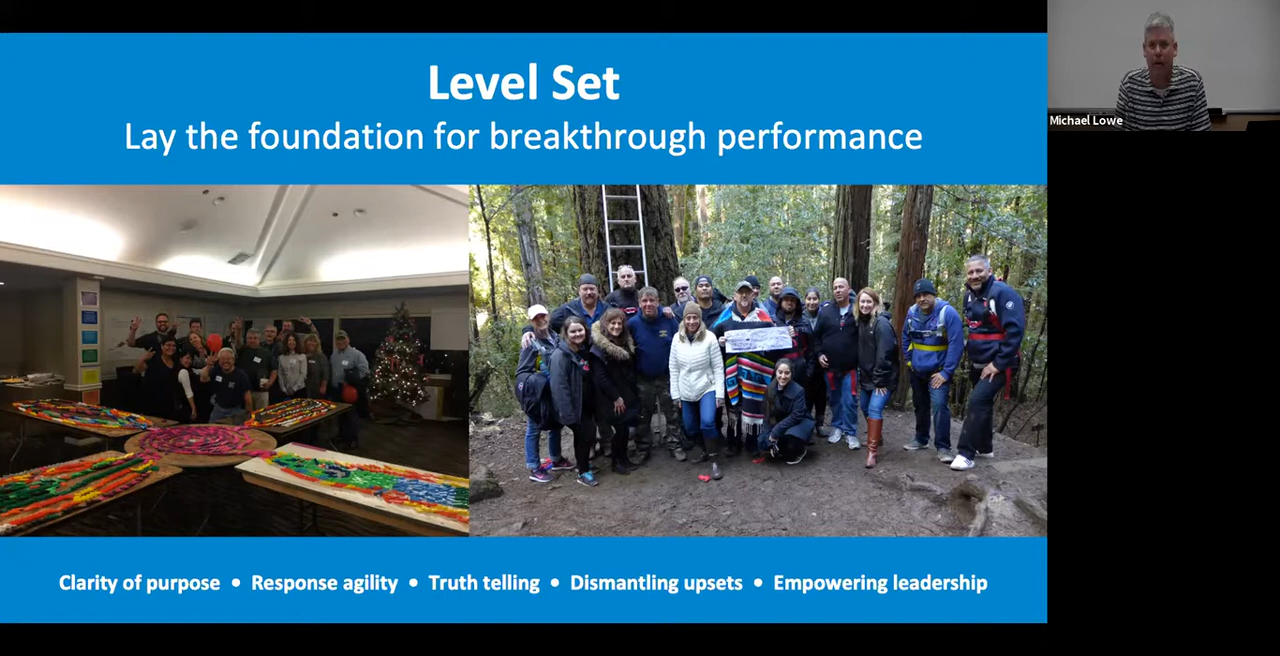 Level Set
Lay the foundation for breakthrough performance
Michael Lowe
Clarity of purpose • Response agility • Truth telling • Dismantling upsets • Empowering leadership